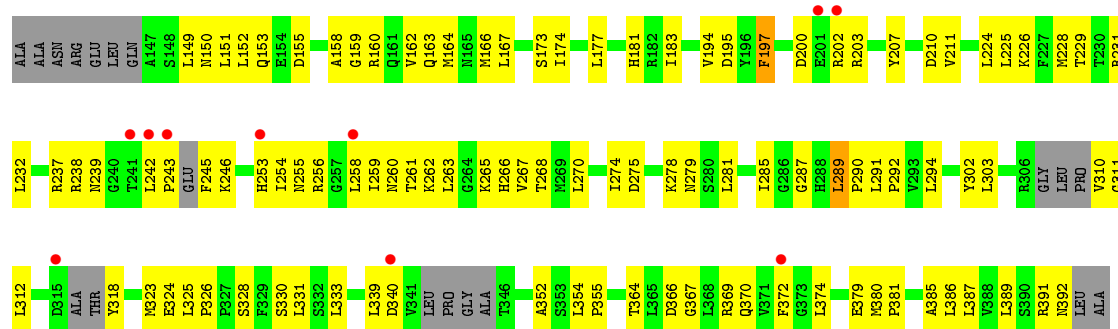 ALA ALA ASN ARG GLU LEU GLN A147 S148 L149 N150 L151 L152 Q153 E154 D155 A158 G159 R160 Q161 V162 Q163 M164 N165 M166 L167 S173 I174 L177 H181 R182 I183 V194 D195 Y196 F197 D200 E201 R202 R203 Y207 D210 V211 L224 L225 K226 F227 M228 T229 T230 R231
L232 R237 R238 N239 G240 T241 L242 P243 GLU F245 K246 H253 I254 N255 R256 G257 L258 I259 N260 T261 K262 L263 G264 K265 H266 V267 T268 M269 L270 I274 D275 K278 N279 S280 L281 I285 G286 G287 H288 L289 P290 L291 P292 V293 L294 Y302 L303 R306 GLY LEU PRO V310 G311
L312 D315 ALA THR Y318 M323 E324 L325 P326 P327 S328 F329 S330 L331 S332 L333 L339 D340 V341 LEU PRO GLY ALA T346 A352 S353 L354 P355 T364 L365 D366 G367 L368 R369 Q370 V371 F372 G373 L374 E379 M380 P381 A385 L386 L387 V388 L389 S390 R391 N392 LEU ALA